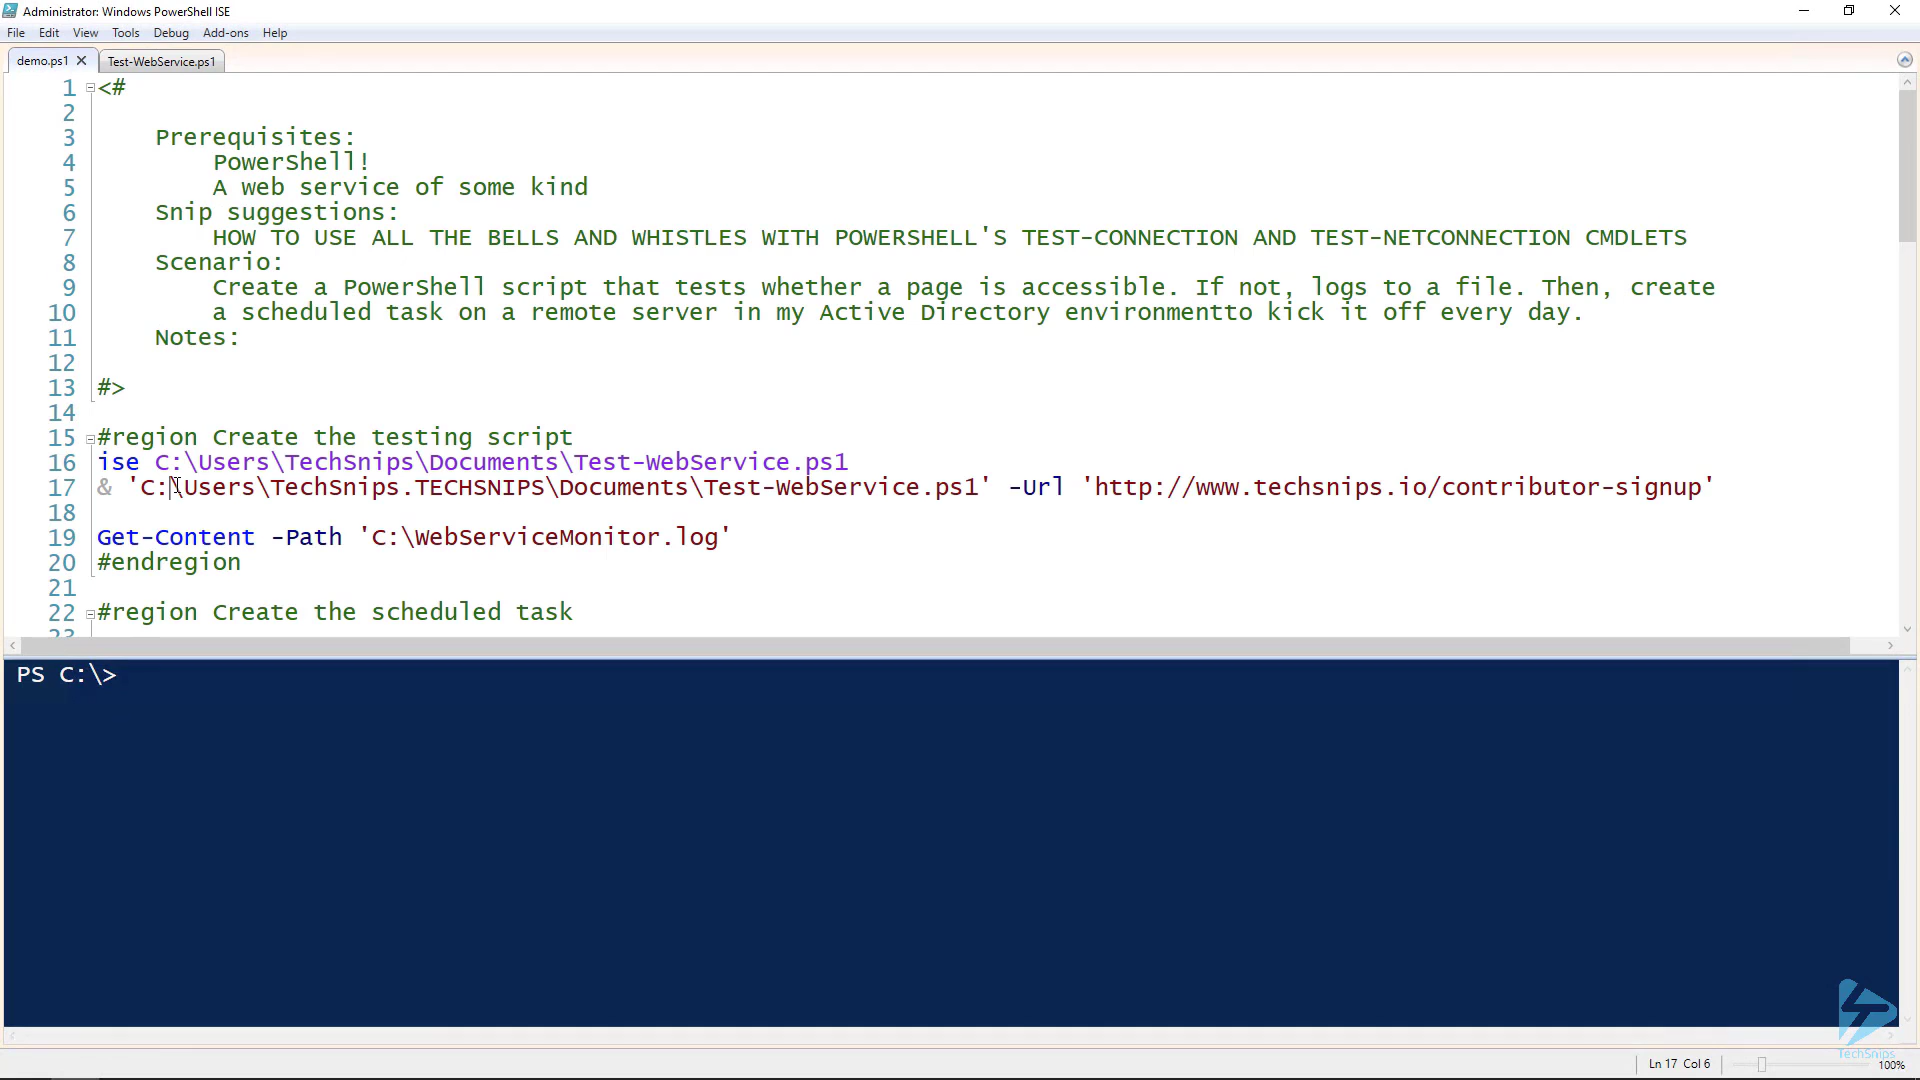 Administrator: Windows PowerShell ISE
File Edit View Tools Debug Add-ons Help
demo.ps1 Test-WebService.ps1
1 <#
2
3 Prerequisites:
4 PowerShell!
5 A web service of some kind
6 Snip suggestions:
7 HOW TO USE ALL THE BELLS AND WHISTLES WITH POWERSHELL'S TEST-CONNECTION AND TEST-NETCONNECTION CMDLETS
8 Scenario:
9 Create a PowerShell script that tests whether a page is accessible. If not, logs to a file. Then, create
10 a scheduled task on a remote server in my Active Directory environmentto kick it off every day.
11 Notes:
12
13 #>
14
15 #region Create the testing script
16 ise C:\Users\TechSnips\Documents\Test-WebService.ps1
17 & 'C:\Users\TechSnips.TECHSNIPS\Documents\Test-WebService.ps1' -Url 'http://www.techsnips.io/contributor-signup'
18
19 Get-Content -Path 'C:\WebServiceMonitor.log'
20 #endregion
21
22 #region Create the scheduled task
23
PS C:\>
TechSnips
Ln 17 Col 6 100%